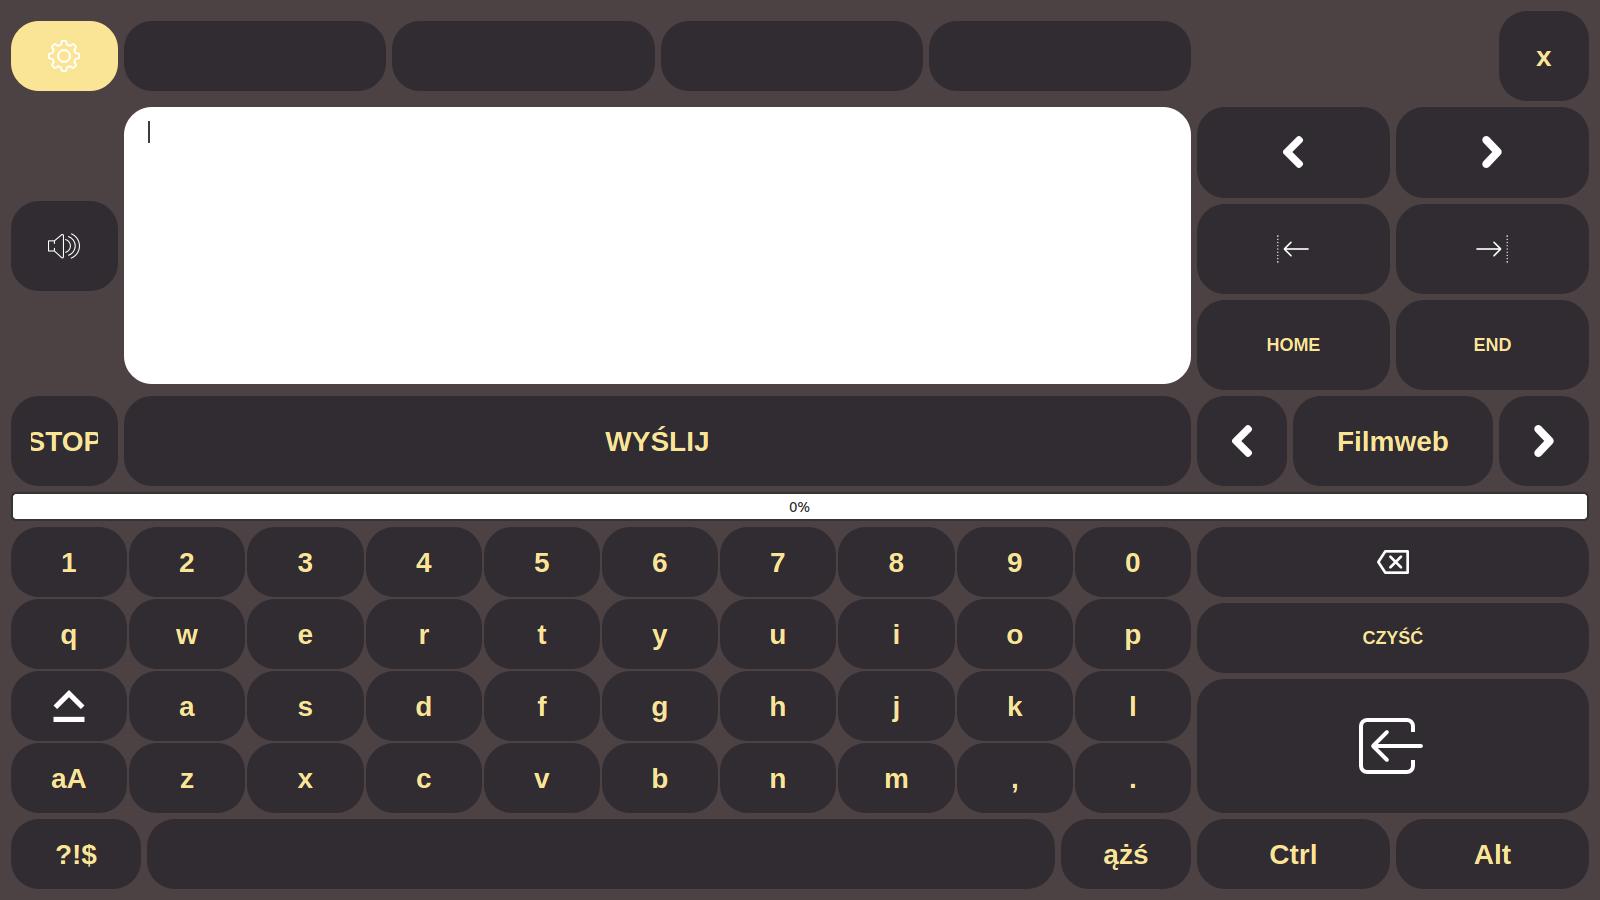 x
HOME END
STOP WYŚLIJ Filmweb
0%
1 2 3 4 5 6 7 8 9 0
q w e r t y u i o p
CZYŚĆ
a s d f g h j k l
aA z x c v b n m , .
?!$ ążś Ctrl Alt